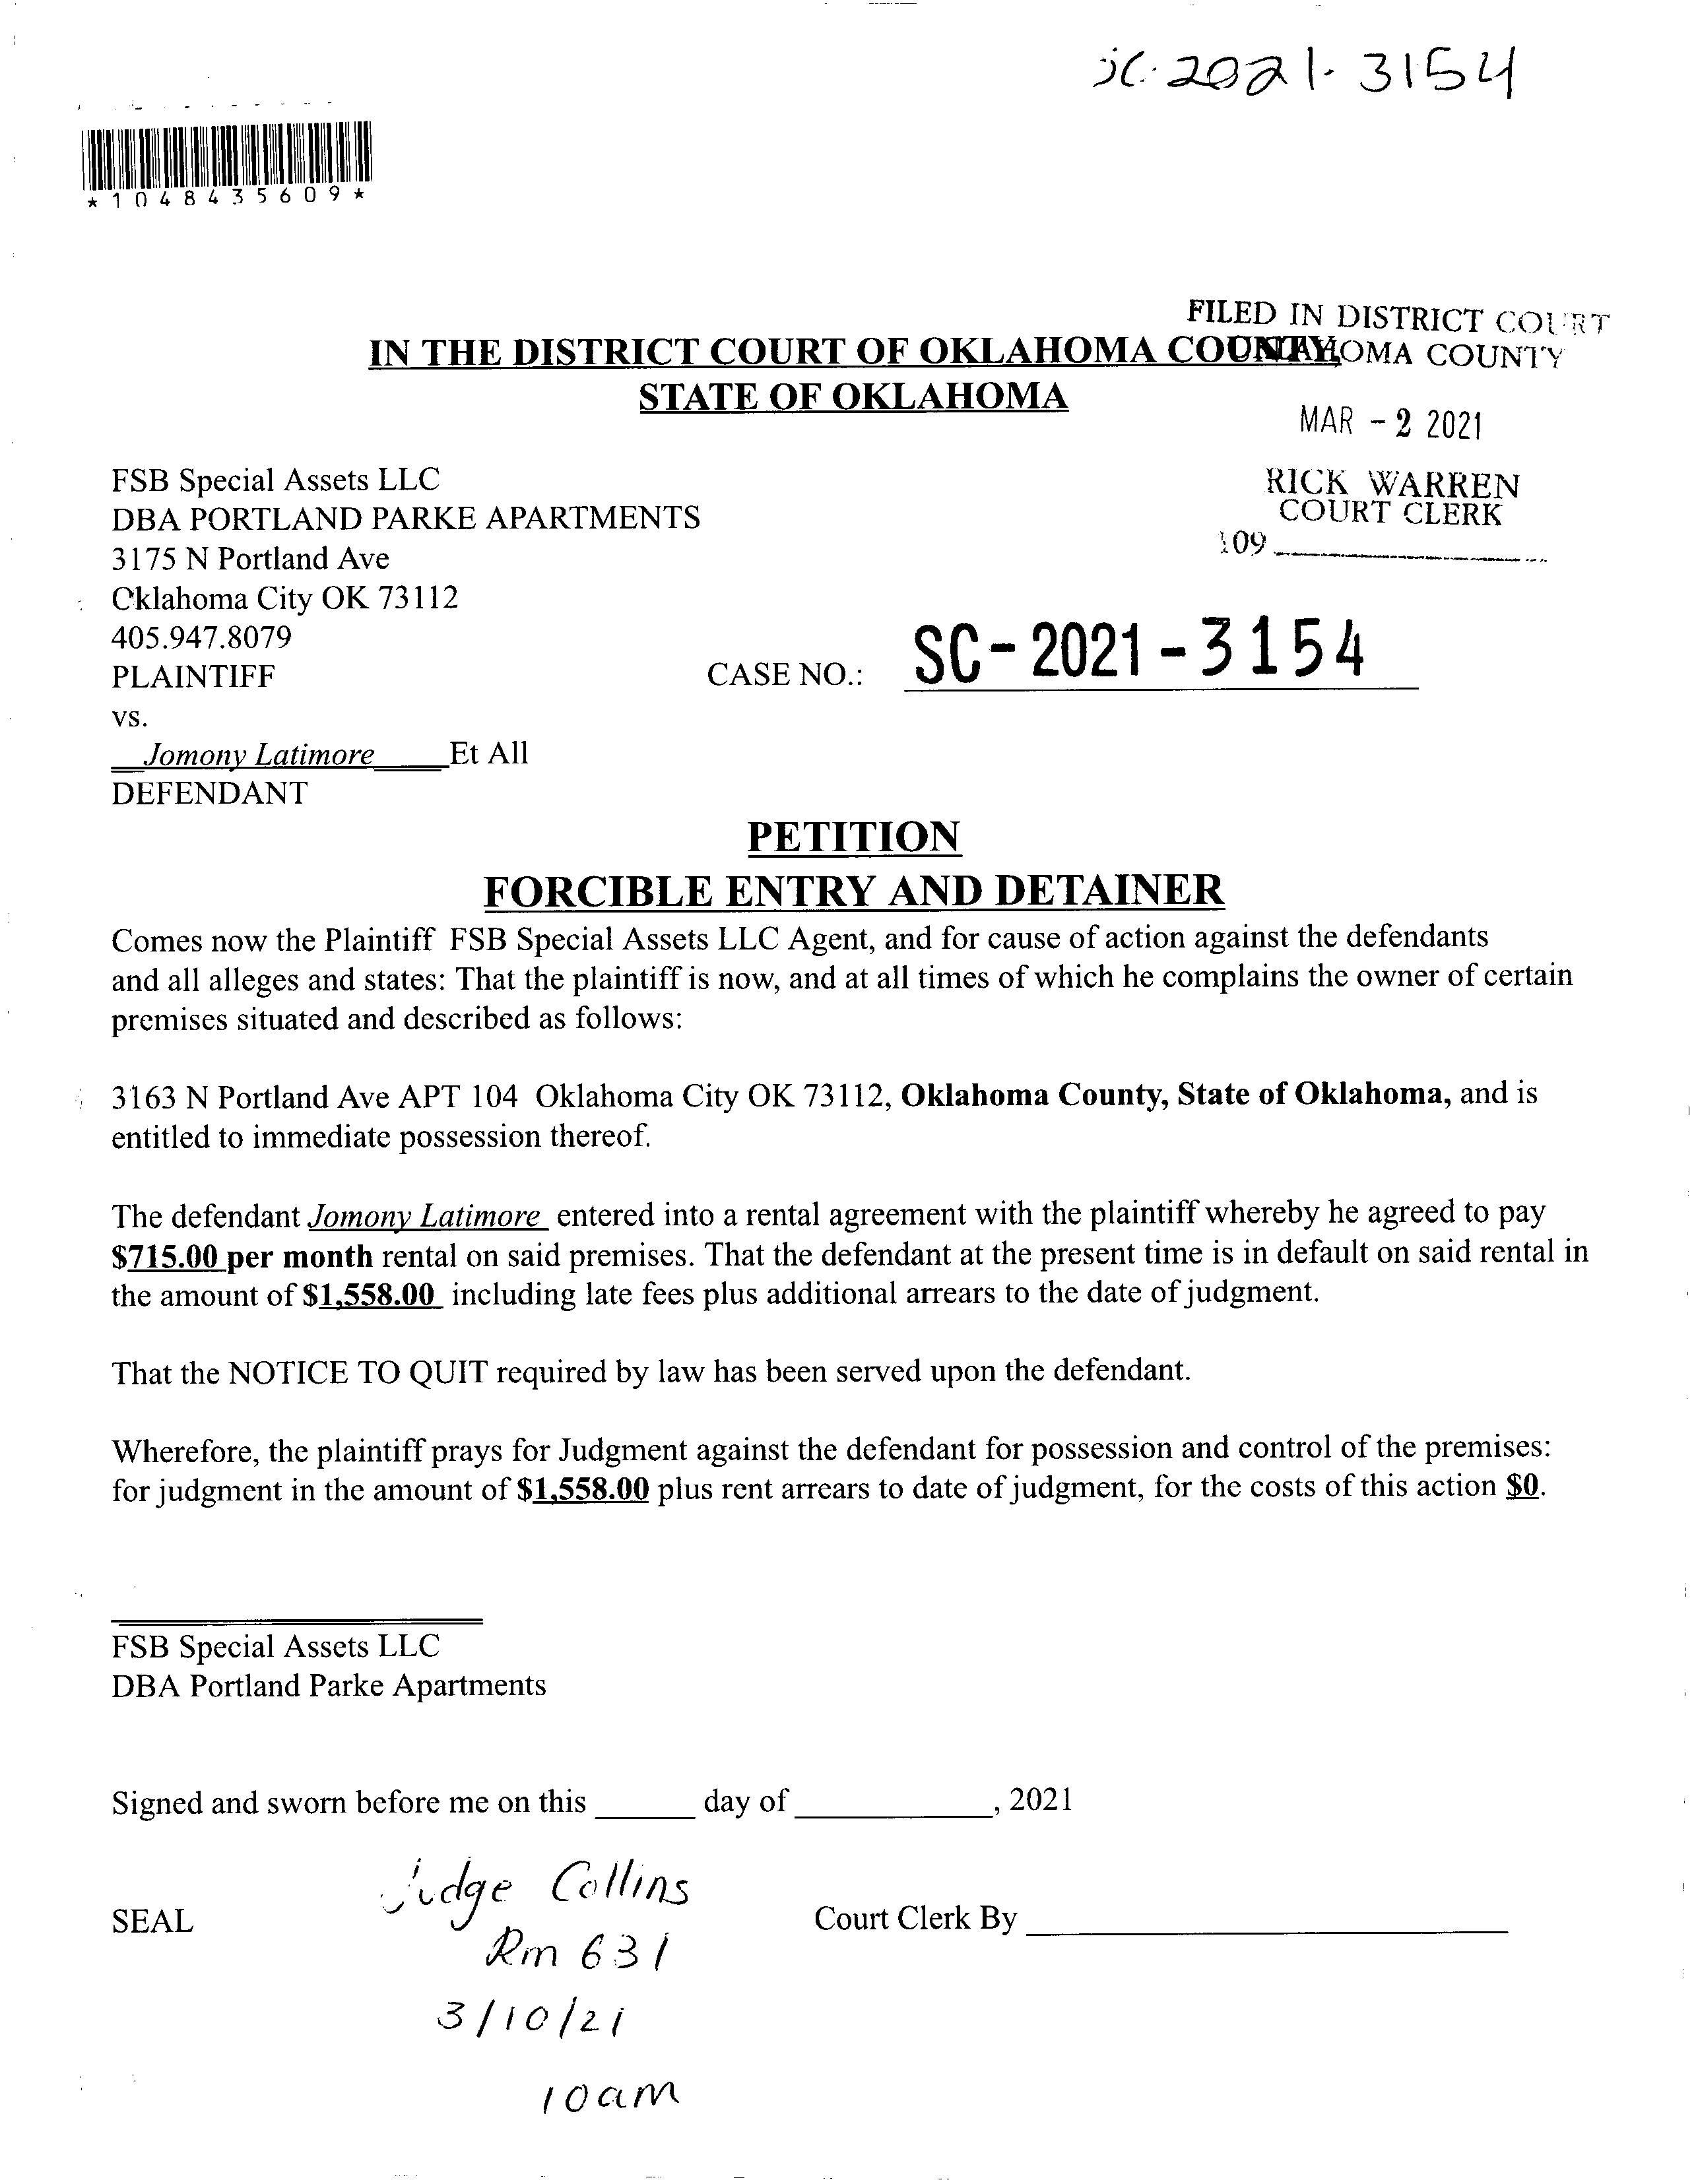 SC-2021-3154
*1048435609*
FILED IN DISTRICT COURT
OKLAHOMA COUNTY
IN THE DISTRICT COURT OF OKLAHOMA COUNTY,
STATE OF OKLAHOMA
MAR - 2 2021
RICK WARREN
COURT CLERK
109
FSB Special Assets LLC
DBA PORTLAND PARKE APARTMENTS
3175 N Portland Ave
Oklahoma City OK 73112
405.947.8079
PLAINTIFF
CASE NO.: SC-2021-3154
vs.
Jomony Latimore Et All
DEFENDANT
PETITION
FORCIBLE ENTRY AND DETAINER
Comes now the Plaintiff FSB Special Assets LLC Agent, and for cause of action against the defendants
and all alleges and states: That the plaintiff is now, and at all times of which he complains the owner of certain
premises situated and described as follows:
3163 N Portland Ave APT 104 Oklahoma City OK 73112, Oklahoma County, State of Oklahoma, and is
entitled to immediate possession thereof.
The defendant Jomony Latimore entered into a rental agreement with the plaintiff whereby he agreed to pay
$715.00 per month rental on said premises. That the defendant at the present time is in default on said rental in
the amount of $1,558.00 including late fees plus additional arrears to the date of judgment.
That the NOTICE TO QUIT required by law has been served upon the defendant.
Wherefore, the plaintiff prays for Judgment against the defendant for possession and control of the premises:
for judgment in the amount of $1,558.00 plus rent arrears to date of judgment, for the costs of this action $0.
FSB Special Assets LLC
DBA Portland Parke Apartments
Signed and sworn before me on this ______ day of ____________, 2021
Judge Collins
SEAL
Court Clerk By ____________
Rm 631
3/10/21
10am